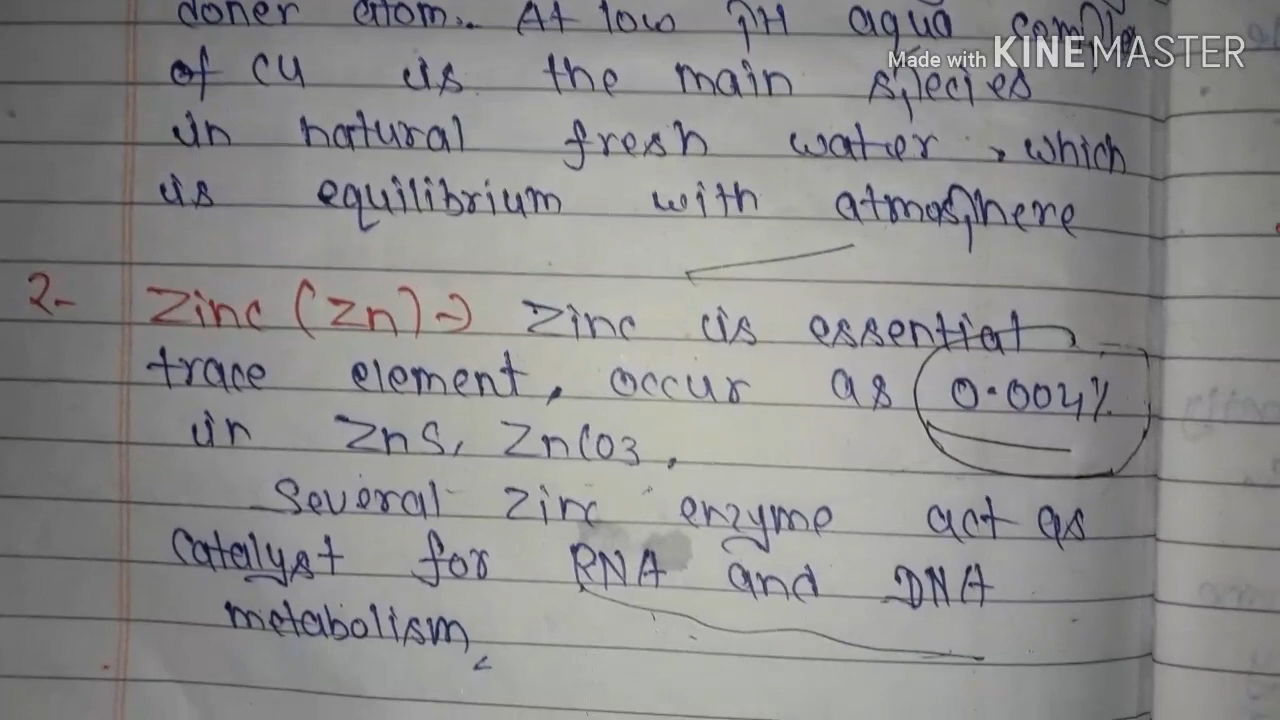 doner atom.. At low pH aqua comple
Made with KINEMASTER
of Cu is the main species
in natural fresh water, which
is equilibrium with atmosphere
2- Zinc (Zn) → Zinc is essential
trace element, occur as 0.004%
in ZnS, ZnCO3,
Several zinc enzyme act as
catalyst for RNA and DNA
metabolism,